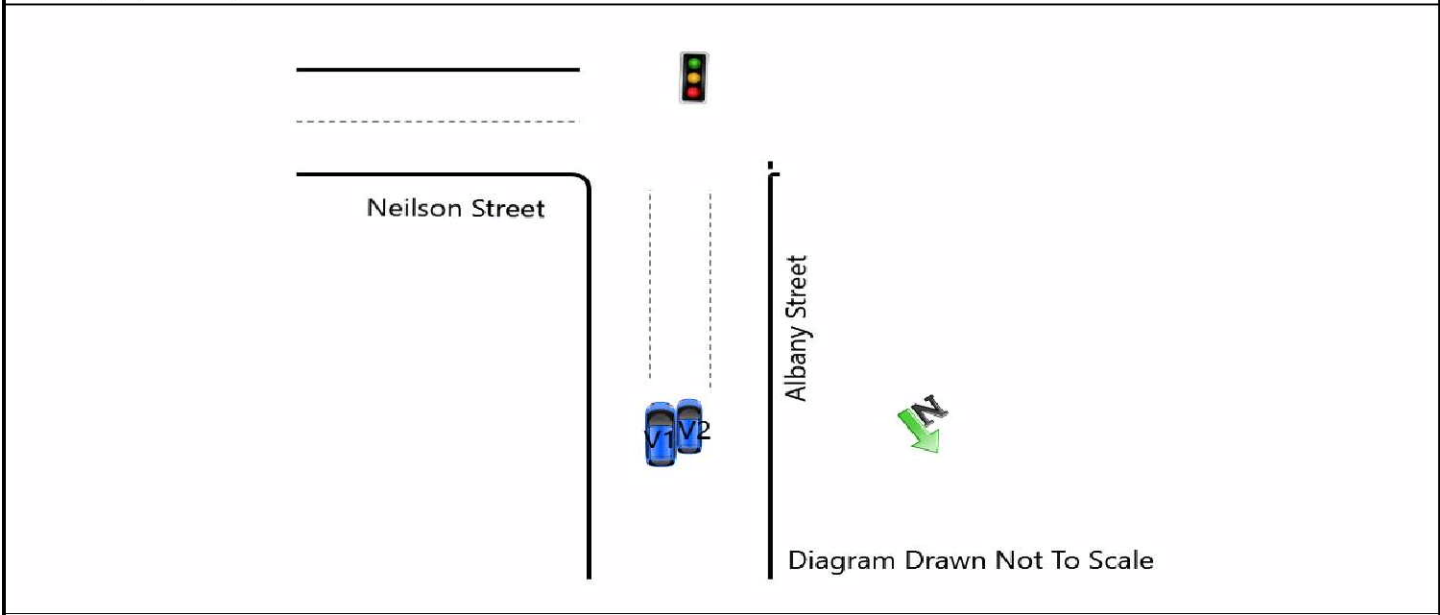 Neilson Street
Albany Street
N
V1
V2
Diagram Drawn Not To Scale